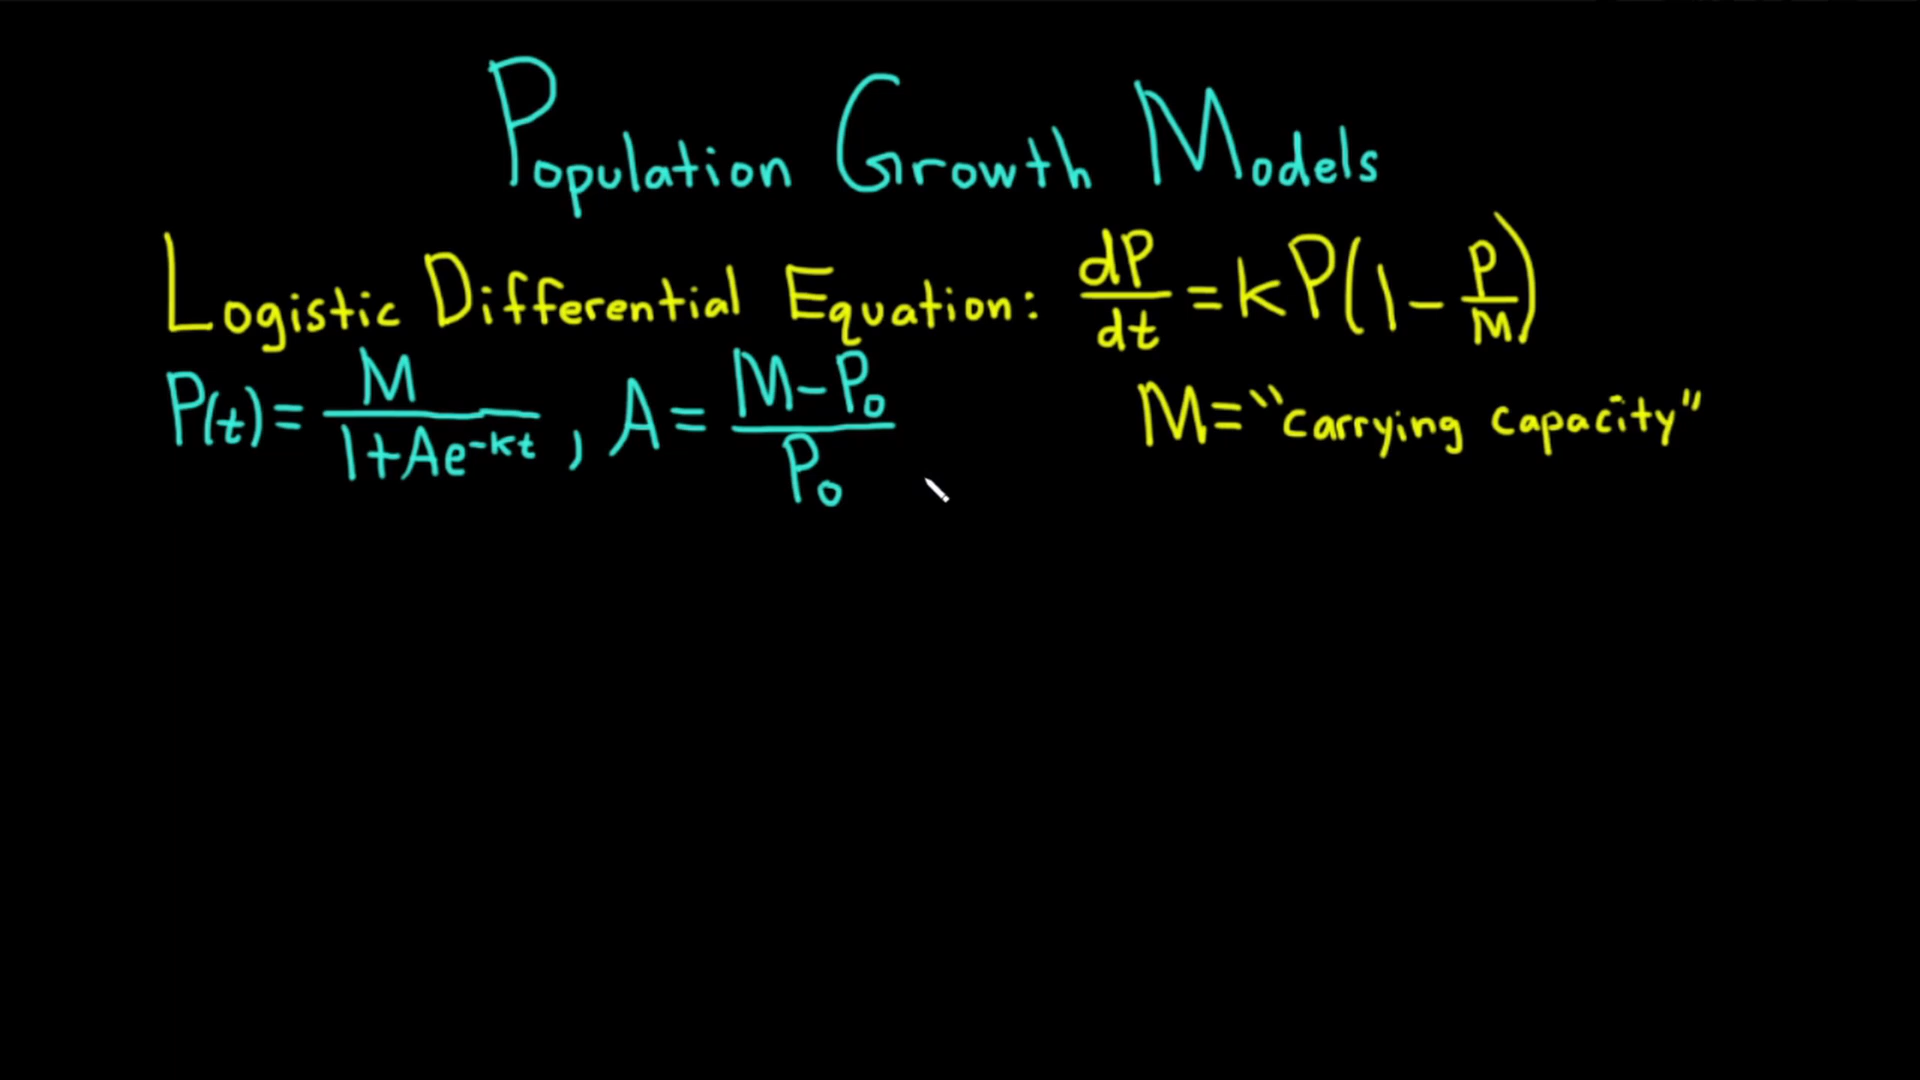 Population Growth Models
Logistic Differential Equation: dP/dt = kP(1 - P/M)
P(t) = M/(1+Ae^-kt), A = (M-P₀)/P₀
M = "carrying capacity"